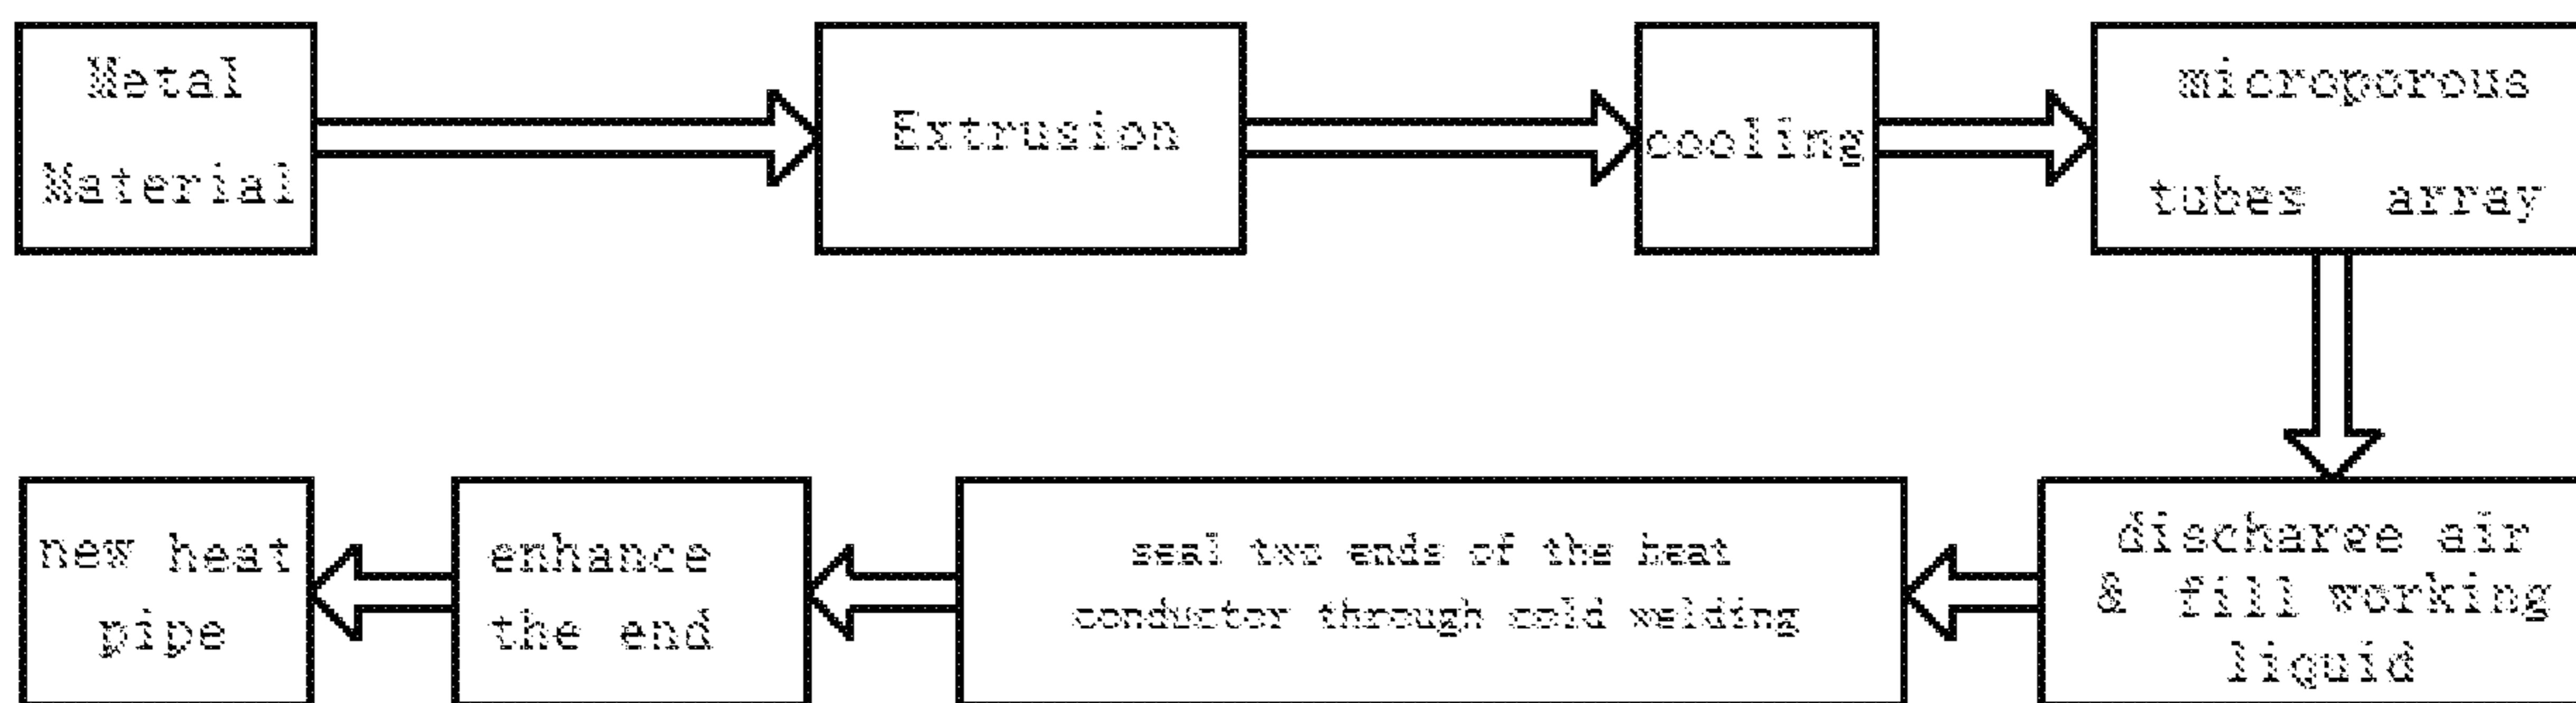 Metal
Material
Extrusion
cooling
microporous
tubes array
discharge air
& fill working
liquid
seal two ends of the heat
conductor through cold welding
enhance
the end
new heat
pipe